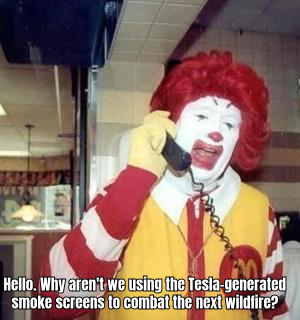 Hello. Why aren't we using the Tesla-generated
smoke screens to combat the next wildfire?